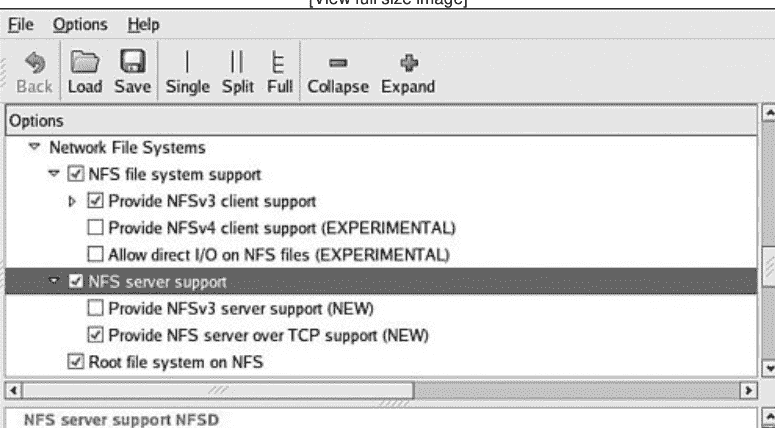 [View full size image]
File Options Help
Back Load Save Single Split Full Collapse Expand
Options
Network File Systems
NFS file system support
Provide NFSv3 client support
Provide NFSv4 client support (EXPERIMENTAL)
Allow direct I/O on NFS files (EXPERIMENTAL)
NFS server support
Provide NFSv3 server support (NEW)
Provide NFS server over TCP support (NEW)
Root file system on NFS
NFS server support NFSD